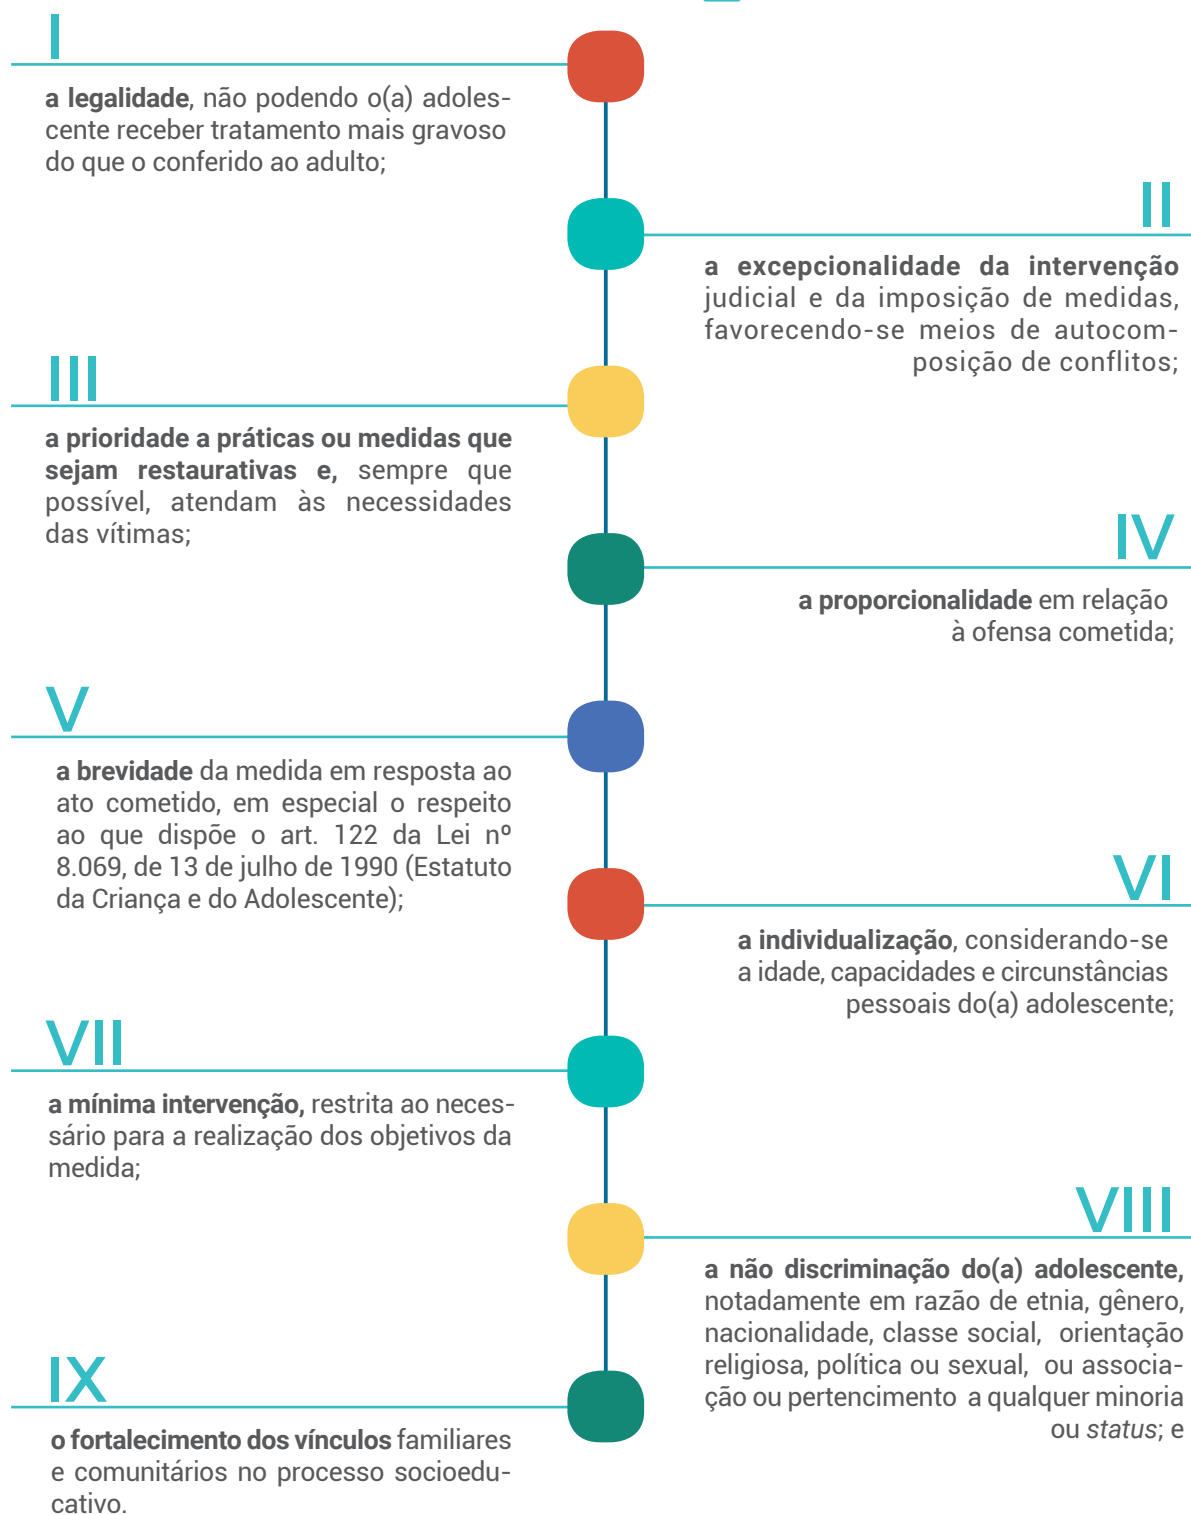 I
a legalidade, não podendo o(a) adoles-
cente receber tratamento mais gravoso
do que o conferido ao adulto;
II
a excepcionalidade da intervenção
judicial e da imposição de medidas,
favorecendo-se meios de autocom-
posição de conflitos;
III
a prioridade a práticas ou medidas que
sejam restaurativas e, sempre que
possível, atendam às necessidades
das vítimas;
IV
a proporcionalidade em relação
à ofensa cometida;
V
a brevidade da medida em resposta ao
ato cometido, em especial o respeito
ao que dispõe o art. 122 da Lei nº
8.069, de 13 de julho de 1990 (Estatuto
da Criança e do Adolescente);
VI
a individualização, considerando-se
a idade, capacidades e circunstâncias
pessoais do(a) adolescente;
VII
a mínima intervenção, restrita ao neces-
sário para a realização dos objetivos da
medida;
VIII
a não discriminação do(a) adolescente,
notadamente em razão de etnia, gênero,
nacionalidade, classe social, orientação
religiosa, política ou sexual, ou associa-
ção ou pertencimento a qualquer minoria
ou status; e
IX
o fortalecimento dos vínculos familiares
e comunitários no processo socioedu-
cativo.